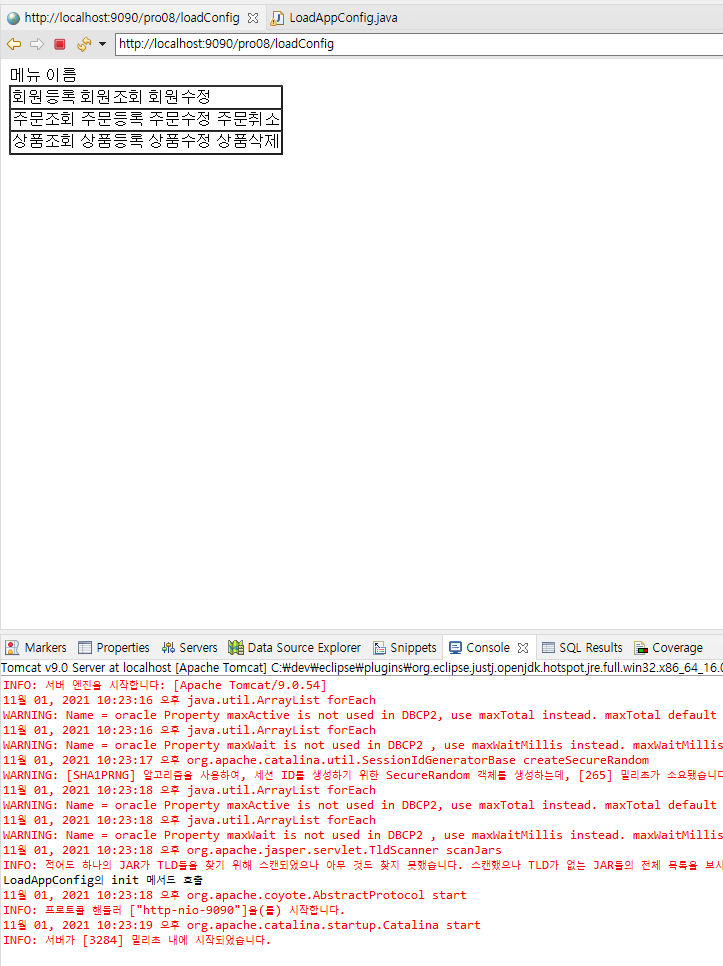 http://localhost:9090/pro08/loadConfig LoadAppConfig.java
http://localhost:9090/pro08/loadConfig
메뉴 이름
회원등록 회원조회 회원수정
주문조회 주문등록 주문수정 주문취소
상품조회 상품등록 상품수정 상품삭제
Markers Properties Servers Data Source Explorer Snippets Console SQL Results Coverage
Tomcat v9.0 Server at localhost [Apache Tomcat] C:₩dev₩eclipse₩plugins₩org.eclipse.justj.openjdk.hotspot.jre.full.win32.x86_64_16.0
INFO: 서버 엔진을 시작합니다: [Apache Tomcat/9.0.54]
11월 01, 2021 10:23:16 오후 java.util.ArrayList forEach
WARNING: Name = oracle Property maxActive is not used in DBCP2, use maxTotal instead. maxTotal default
11월 01, 2021 10:23:16 오후 java.util.ArrayList forEach
WARNING: Name = oracle Property maxWait is not used in DBCP2 , use maxWaitMillis instead. maxWaitMillis
11월 01, 2021 10:23:17 오후 org.apache.catalina.util.SessionIdGeneratorBase createSecureRandom
WARNING: [SHA1PRNG] 알고리즘을 사용하여, 세션 ID를 생성하기 위한 SecureRandom 객체를 생성하는데, [265] 밀리초가 소요됐습니다
11월 01, 2021 10:23:18 오후 java.util.ArrayList forEach
WARNING: Name = oracle Property maxActive is not used in DBCP2, use maxTotal instead. maxTotal default
11월 01, 2021 10:23:18 오후 java.util.ArrayList forEach
WARNING: Name = oracle Property maxWait is not used in DBCP2 , use maxWaitMillis instead. maxWaitMillis
11월 01, 2021 10:23:18 오후 org.apache.jasper.servlet.TldScanner scanJars
INFO: 적어도 하나의 JAR가 TLD들을 찾기 위해 스캔되었으나 아무 것도 찾지 못했습니다. 스캔했으나 TLD가 없는 JAR들의 전체 목록을 보시
LoadAppConfig의 init 메서드 호출
11월 01, 2021 10:23:18 오후 org.apache.coyote.AbstractProtocol start
INFO: 프로토콜 핸들러 ["http-nio-9090"]을(를) 시작합니다.
11월 01, 2021 10:23:19 오후 org.apache.catalina.startup.Catalina start
INFO: 서버가 [3284] 밀리초 내에 시작되었습니다.